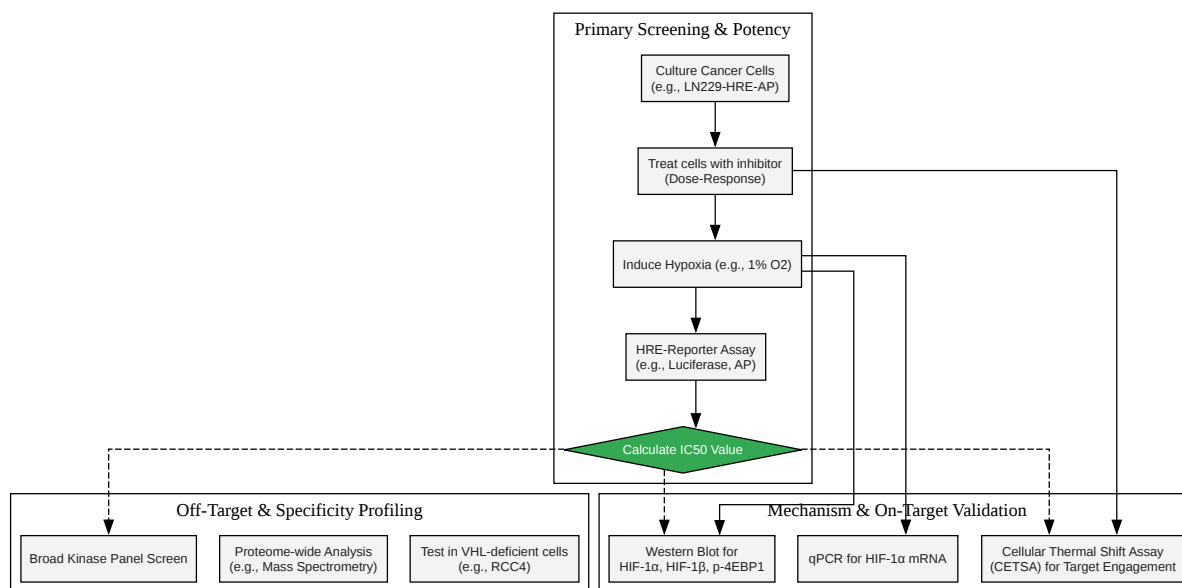 Primary Screening & Potency
Culture Cancer Cells
(e.g., LN229-HRE-AP)
Treat cells with inhibitor
(Dose-Response)
Induce Hypoxia (e.g., 1% O2)
HRE-Reporter Assay
(e.g., Luciferase, AP)
Calculate IC50 Value
Off-Target & Specificity Profiling
Broad Kinase Panel Screen
Proteome-wide Analysis
(e.g., Mass Spectrometry)
Test in VHL-deficient cells
(e.g., RCC4)
Mechanism & On-Target Validation
Western Blot for
HIF-1α, HIF-1β, p-4EBP1
qPCR for HIF-1α mRNA
Cellular Thermal Shift Assay
(CETSA) for Target Engagement